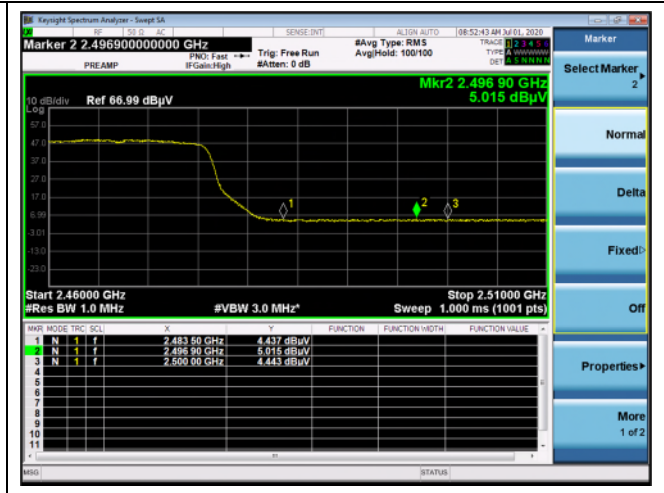 Keysight Spectrum Analyzer - Swept SA
RF 50 Ω AC SENSE:INT ALIGN AUTO 08:52:43 AM Jul 01, 2020
Marker 2 2.496900000000 GHz
PREAMP
PNO: Fast
IFGain:High
Trig: Free Run
#Atten: 0 dB
#Avg Type: RMS
Avg|Hold: 100/100
TRACE 1 2 3 4 5 6
TYPE A WWWWW
DET A S N N N N
Mkr2 2.496 90 GHz
5.015 dBµV
10 dB/div Ref 66.99 dBµV
Log
57.0
47.0
37.0
27.0
17.0
6.99
-3.01
-13.0
-23.0
1
2
3
Start 2.46000 GHz Stop 2.51000 GHz
#Res BW 1.0 MHz #VBW 3.0 MHz* Sweep 1.000 ms (1001 pts)
MKR MODE TRC SCL X Y FUNCTION FUNCTION WIDTH FUNCTION VALUE
1 N 1 f 2.483 50 GHz 4.437 dBµV
2 N 1 f 2.496 90 GHz 5.015 dBµV
3 N 1 f 2.500 00 GHz 4.443 dBµV
4
5
6
7
8
9
10
11
MSG STATUS
Marker
Select Marker
2
Normal
Delta
Fixed
Off
Properties
More
1 of 2